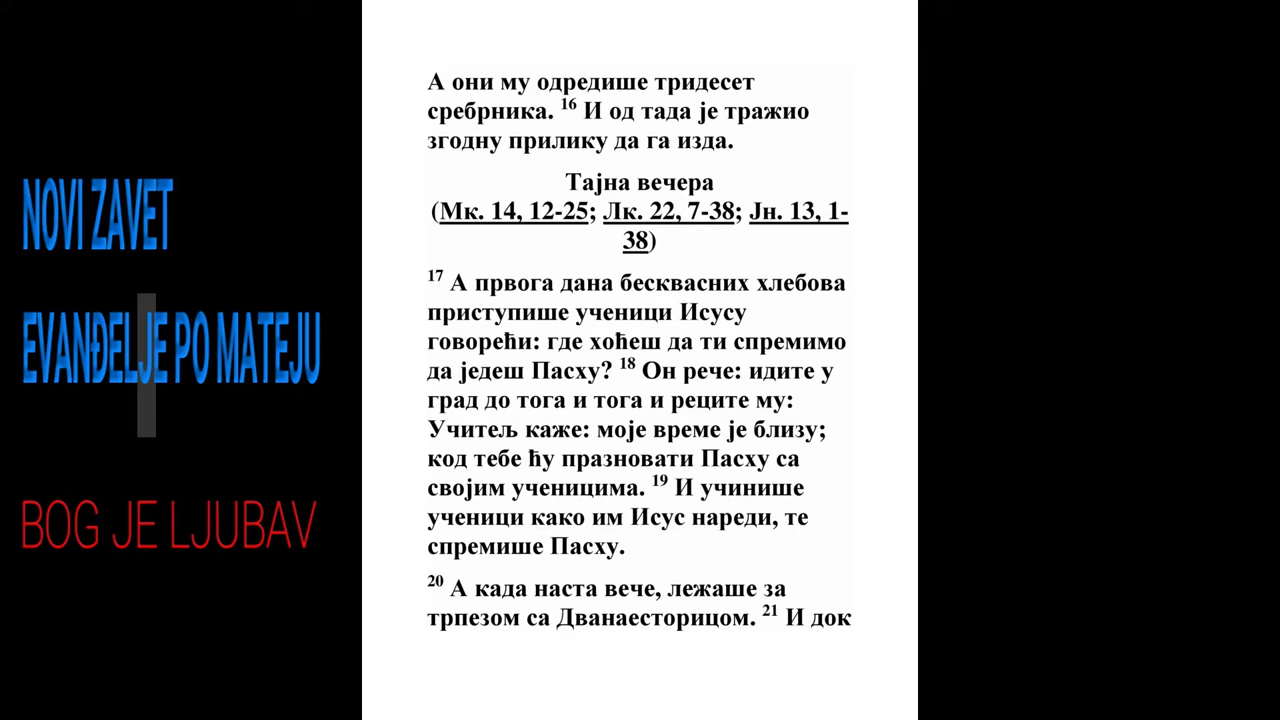 NOVI ZAVET
EVANĐELJE PO MATEJU
BOG JE LJUBAV
А они му одредише тридесет
сребрника. 16 И од тада је тражио
згодну прилику да га изда.
Тајна вечера
(Мк. 14, 12-25; Лк. 22, 7-38; Јн. 13, 1-
38)
17 А првога дана бесквасних хлебова
приступише ученици Исусу
говорећи: где хоћеш да ти спремимо
да једеш Пасху? 18 Он рече: идите у
град до тога и тога и реците му:
Учитељ каже: моје време је близу;
код тебе ћу празновати Пасху са
својим ученицима. 19 И учинише
ученици како им Исус нареди, те
спремише Пасху.
20 А када наста вече, лежаше за
трпезом са Дванаесторицом. 21 И док